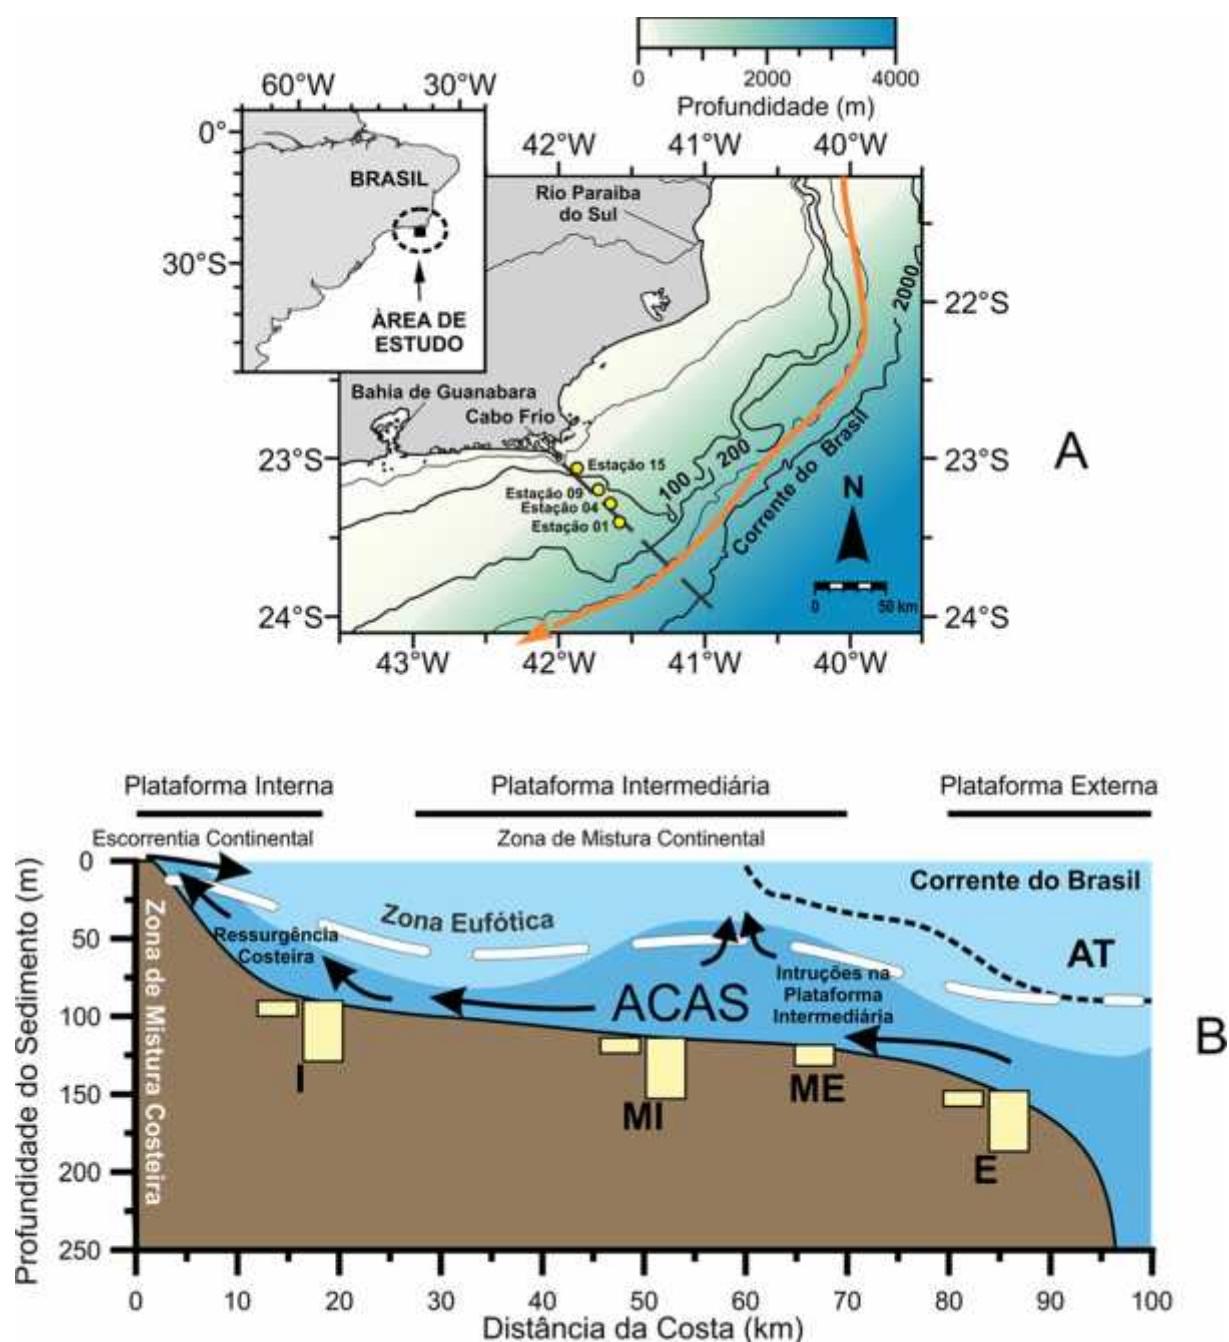 0 2000 4000
Profundidade (m)
60°W 30°W
42°W 41°W 40°W
0°
BRASIL
30°S
ÀREA DE
ESTUDO
Rio Paraiba
do Sul
2000
22°S
Bahia de Guanabara
Cabo Frio
23°S
Estação 15
Estação 09
Estação 04
Estação 01
100
200
Corrente do Brasil
N
23°S
A
0 50 km
24°S
24°S
43°W 42°W 41°W 40°W
Plataforma Interna Plataforma Intermediária Plataforma Externa
Escorrentia Continental Zona de Mistura Continental
Profundidade do Sedimento (m)
0
50
100
150
200
250
Zona de Mistura Costeira
Corrente do Brasil
Zona Eufótica
Ressurgência
Costeira
AT
ACAS
Intruções na
Plataforma
Intermediária
B
I
MI
ME
E
0 10 20 30 40 50 60 70 80 90 100
Distância da Costa (km)